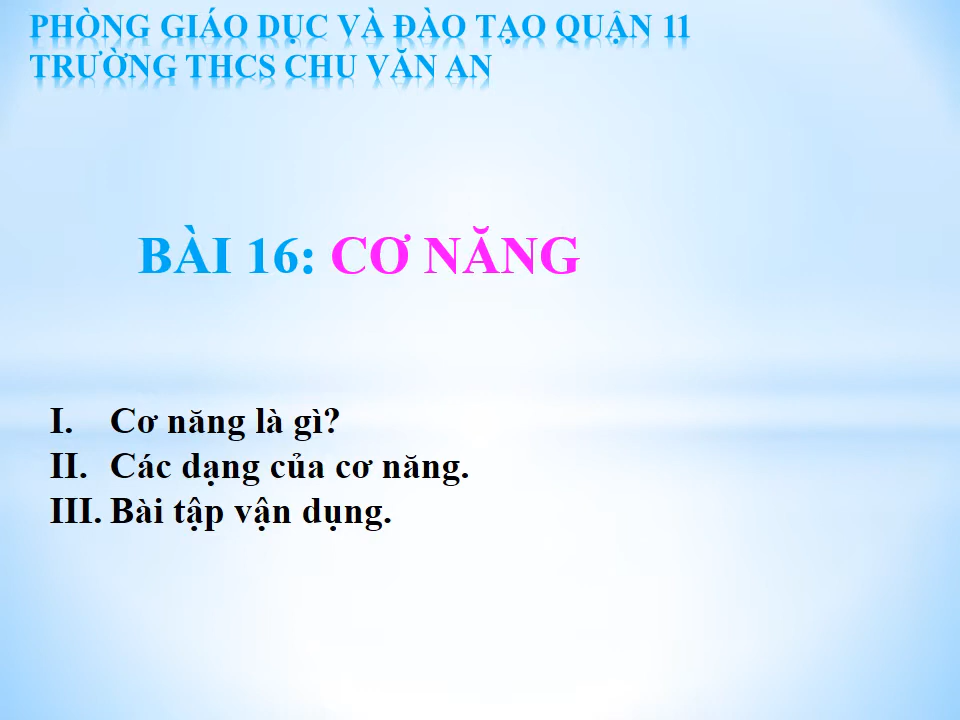 PHÒNG GIÁO DỤC VÀ ĐÀO TẠO QUẬN 11
TRƯỜNG THCS CHU VĂN AN
BÀI 16: CƠ NĂNG
I. Cơ năng là gì?
II. Các dạng của cơ năng.
III. Bài tập vận dụng.